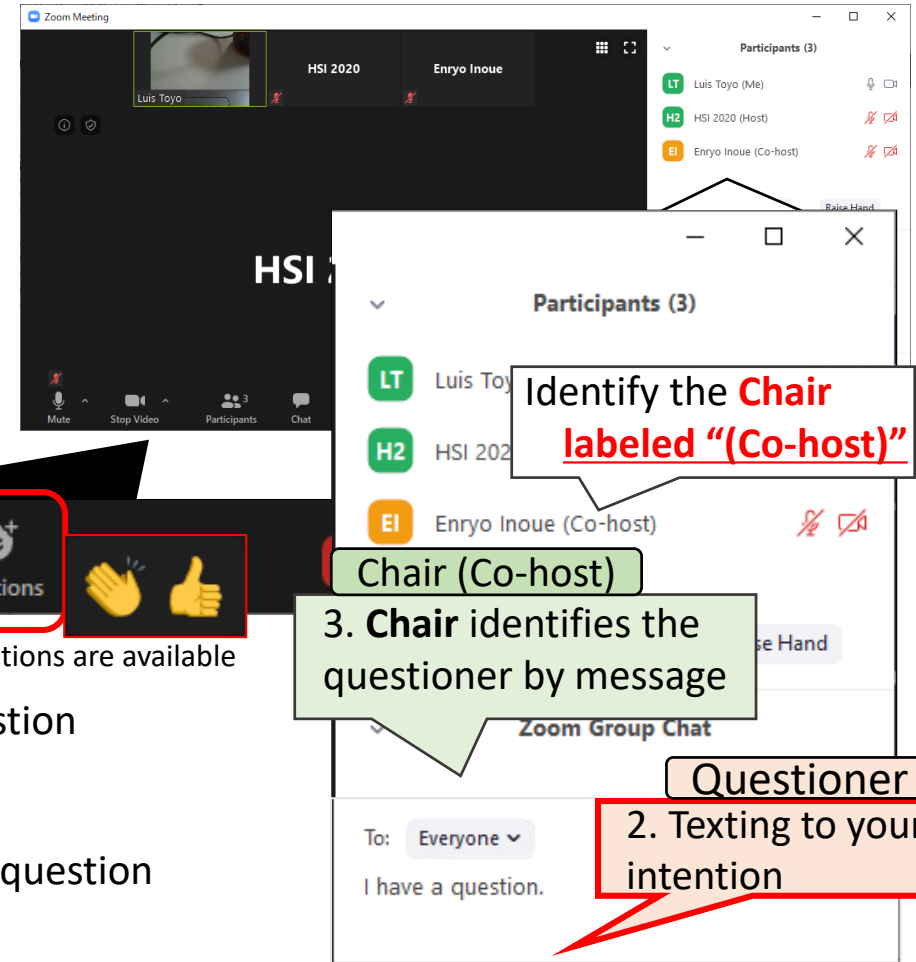 Zoom Meeting
HSI 2020
Enryo Inoue
Luis Toyo
Participants (3)
LT Luis Toyo (Me)
H2 HSI 2020 (Host)
EI Enryo Inoue (Co-host)
Raise Hand
HSI
Mute
Stop Video
3
Participants
Chat
Participants (3)
LT Luis Toy
H2 HSI 202
EI Enryo Inoue (Co-host)
Identify the Chair
labeled “(Co-host)”
tions
Chair (Co-host)
3. Chair identifies the
questioner by message
se Hand
ctions are available
stion
question
Zoom Group Chat
Questioner
2. Texting to your
intention
To: Everyone
I have a question.